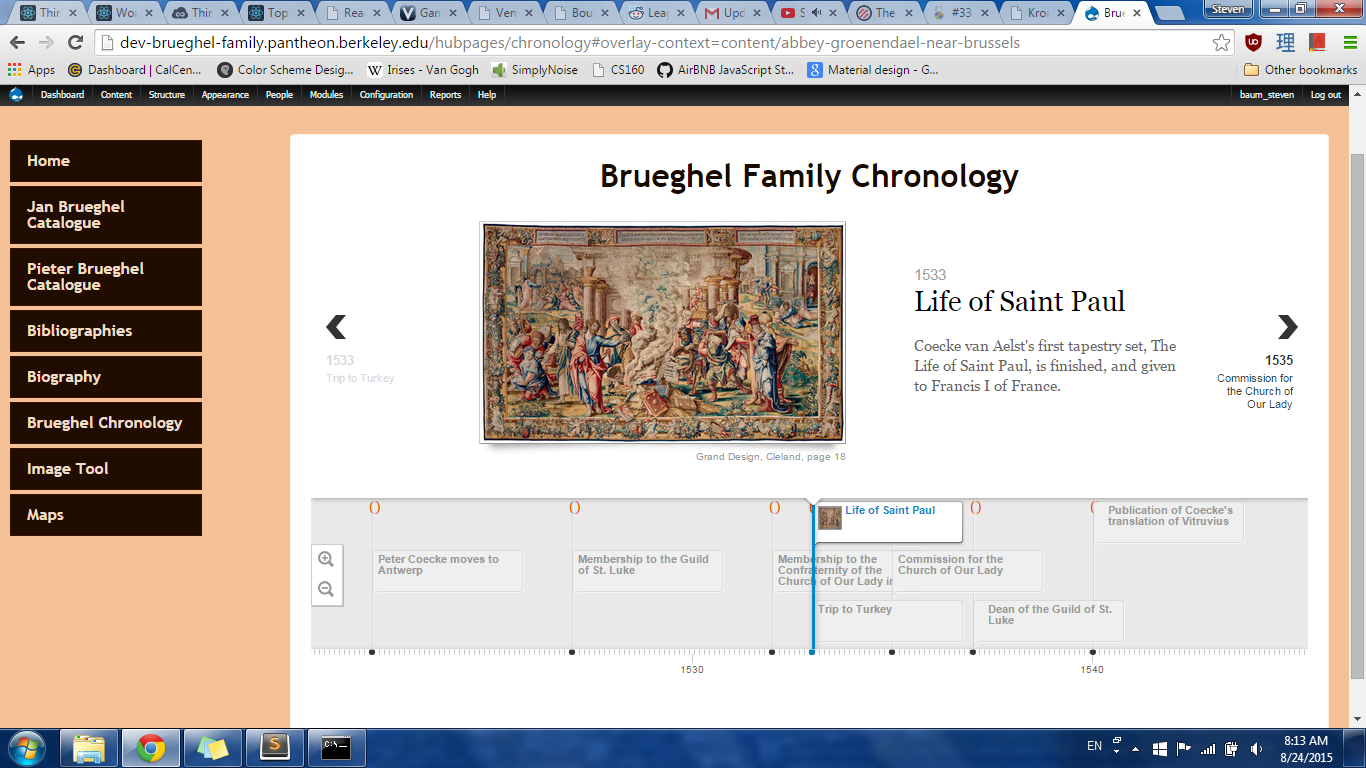 Thir
Wor
Thir
Top
Rea
Gan
Ven
Bou
Leag
Upd
S
The
#33
Kron
Brue
Steven
dev-brueghel-family.pantheon.berkeley.edu/hubpages/chronology#overlay-context=content/abbey-groenendael-near-brussels
Apps
Dashboard | CalCen...
Color Scheme Desig...
Irises - Van Gogh
SimplyNoise
CS160
AirBNB JavaScript St...
Material design - G...
Other bookmarks
Dashboard
Content
Structure
Appearance
People
Modules
Configuration
Reports
Help
baum_steven
Log out
Home
Jan Brueghel
Catalogue
Pieter Brueghel
Catalogue
Bibliographies
Biography
Brueghel Chronology
Image Tool
Maps
Brueghel Family Chronology
1533
Trip to Turkey
Grand Design, Cleland, page 18
1533
Life of Saint Paul
Coecke van Aelst's first tapestry set, The
Life of Saint Paul, is finished, and given
to Francis I of France.
1535
Commission for
the Church of
Our Lady
Peter Coecke moves to
Antwerp
Membership to the Guild
of St. Luke
Membership to the
Confraternity of the
Church of Our Lady in
Life of Saint Paul
Trip to Turkey
Commission for the
Church of Our Lady
Dean of the Guild of St.
Luke
Publication of Coecke's
translation of Vitruvius
1530
1540
EN
8:13 AM
8/24/2015